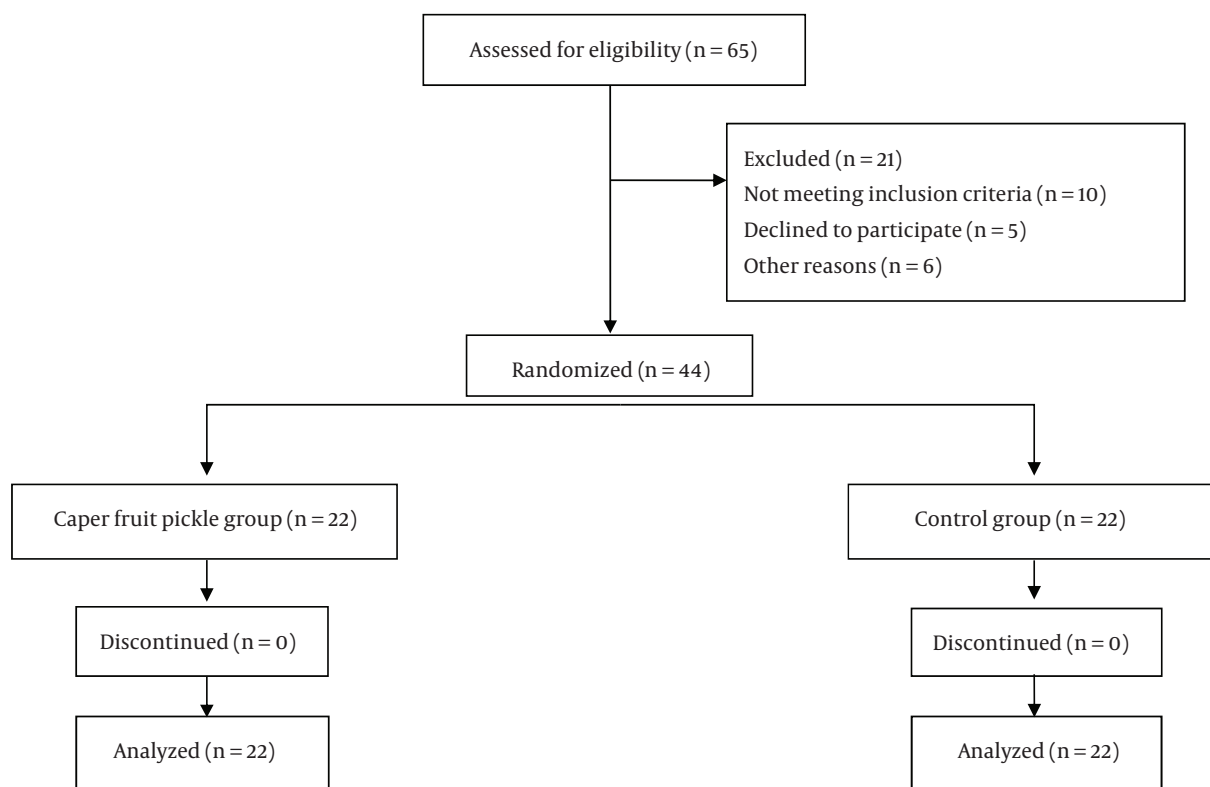 Assessed for eligibility (n = 65)
Excluded (n = 21)
Not meeting inclusion criteria (n = 10)
Declined to participate (n = 5)
Other reasons (n = 6)
Randomized (n = 44)
Caper fruit pickle group (n = 22)
Control group (n = 22)
Discontinued (n = 0)
Discontinued (n = 0)
Analyzed (n = 22)
Analyzed (n = 22)